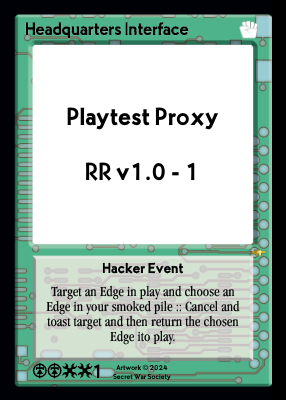 Headquarters Interface
Playtest Proxy
RR v1.0 - 1
Hacker Event
Target an Edge in play and choose an
Edge in your smoked pile :: Cancel and
toast target and then return the chosen
Edge ito play.
1
Artwork © 2024
Secret War Society